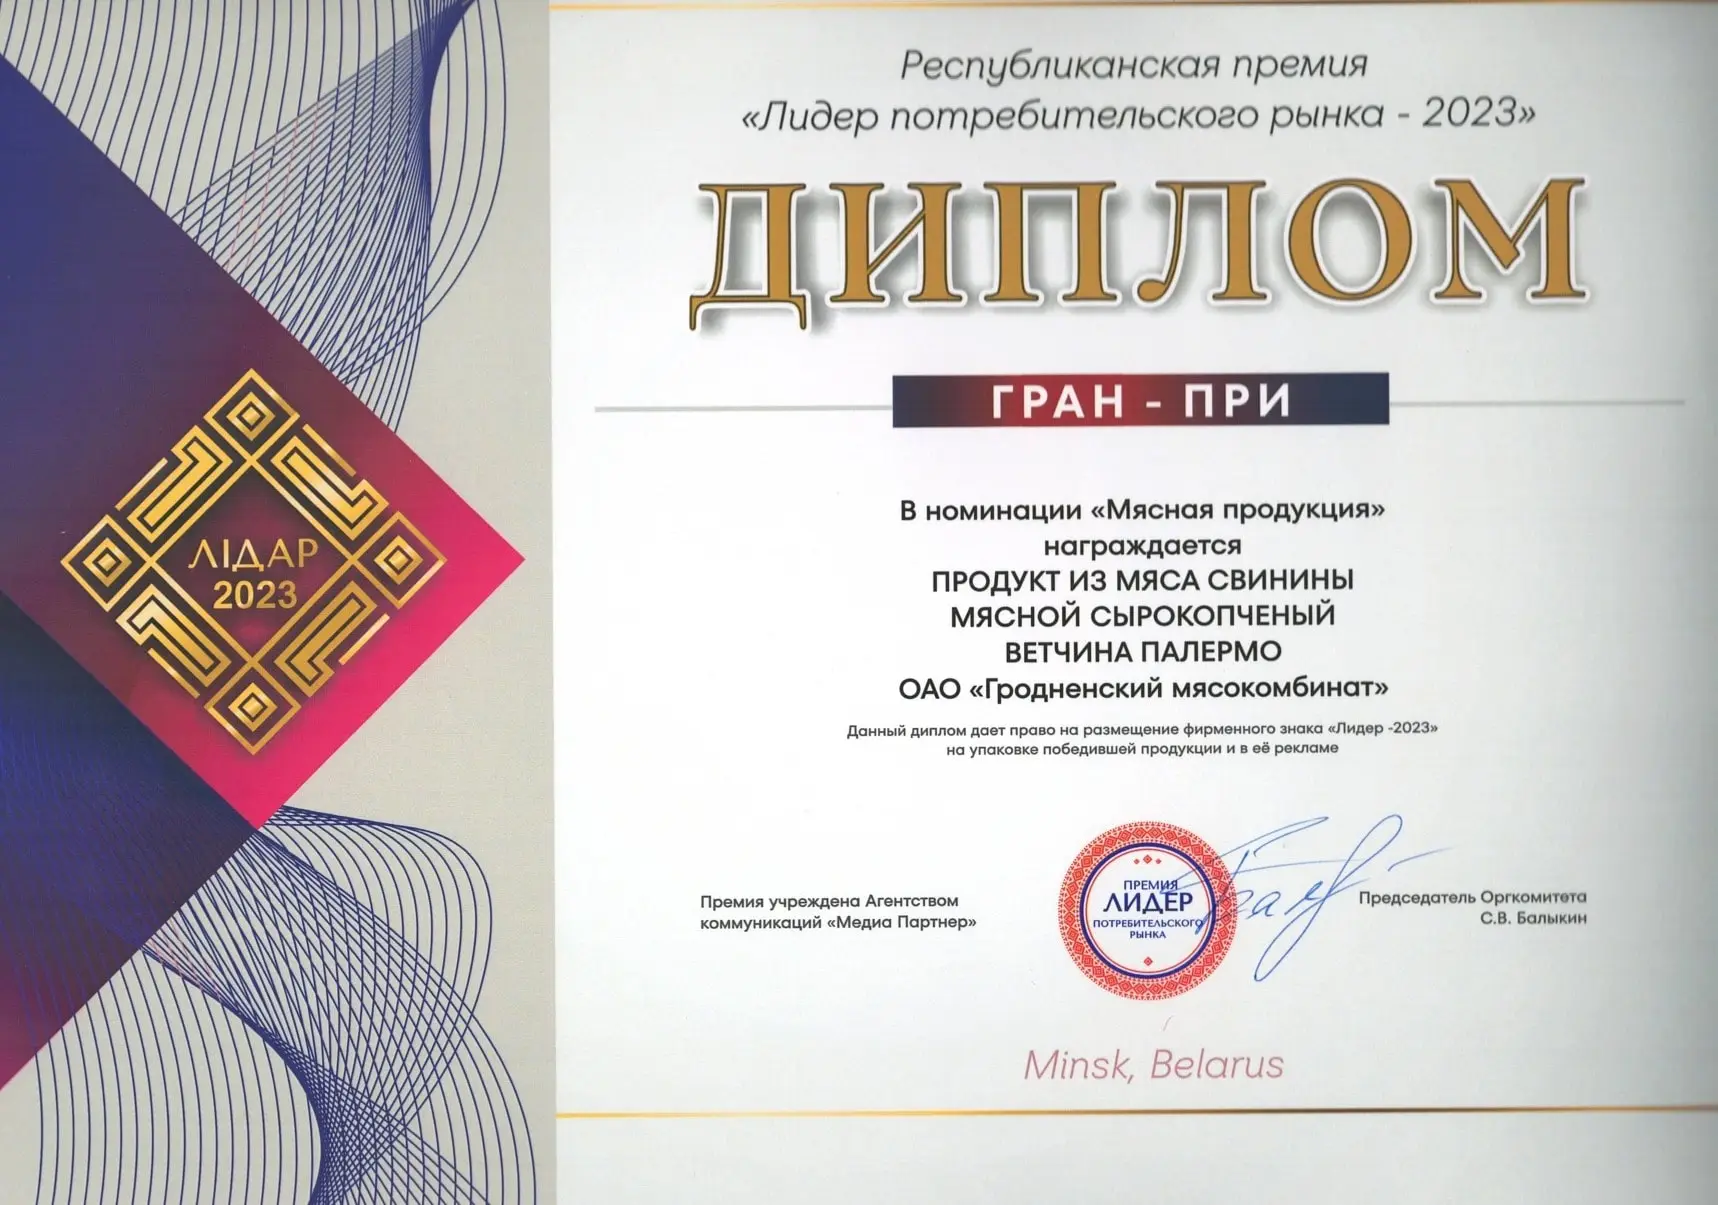 Республиканская премия
«Лидер потребительского рынка - 2023»
ДИПЛОМ
ГРАН - ПРИ
ЛІДАР
2023
В номинации «Мясная продукция»
награждается
ПРОДУКТ ИЗ МЯСА СВИНИНЫ
МЯСНОЙ СЫРОКОПЧЕНЫЙ
ВЕТЧИНА ПАЛЕРМО
ОАО «Гродненский мясокомбинат»
Данный диплом дает право на размещение фирменного знака «Лидер -2023»
на упаковке победившей продукции и в её рекламе
Премия учреждена Агентством
коммуникаций «Медиа Партнер»
ПРЕМИЯ
ЛИДЕР
ПОТРЕБИТЕЛЬСКОГО
РЫНКА
Председатель Оргкомитета
С.В. Балыкин
Minsk, Belarus